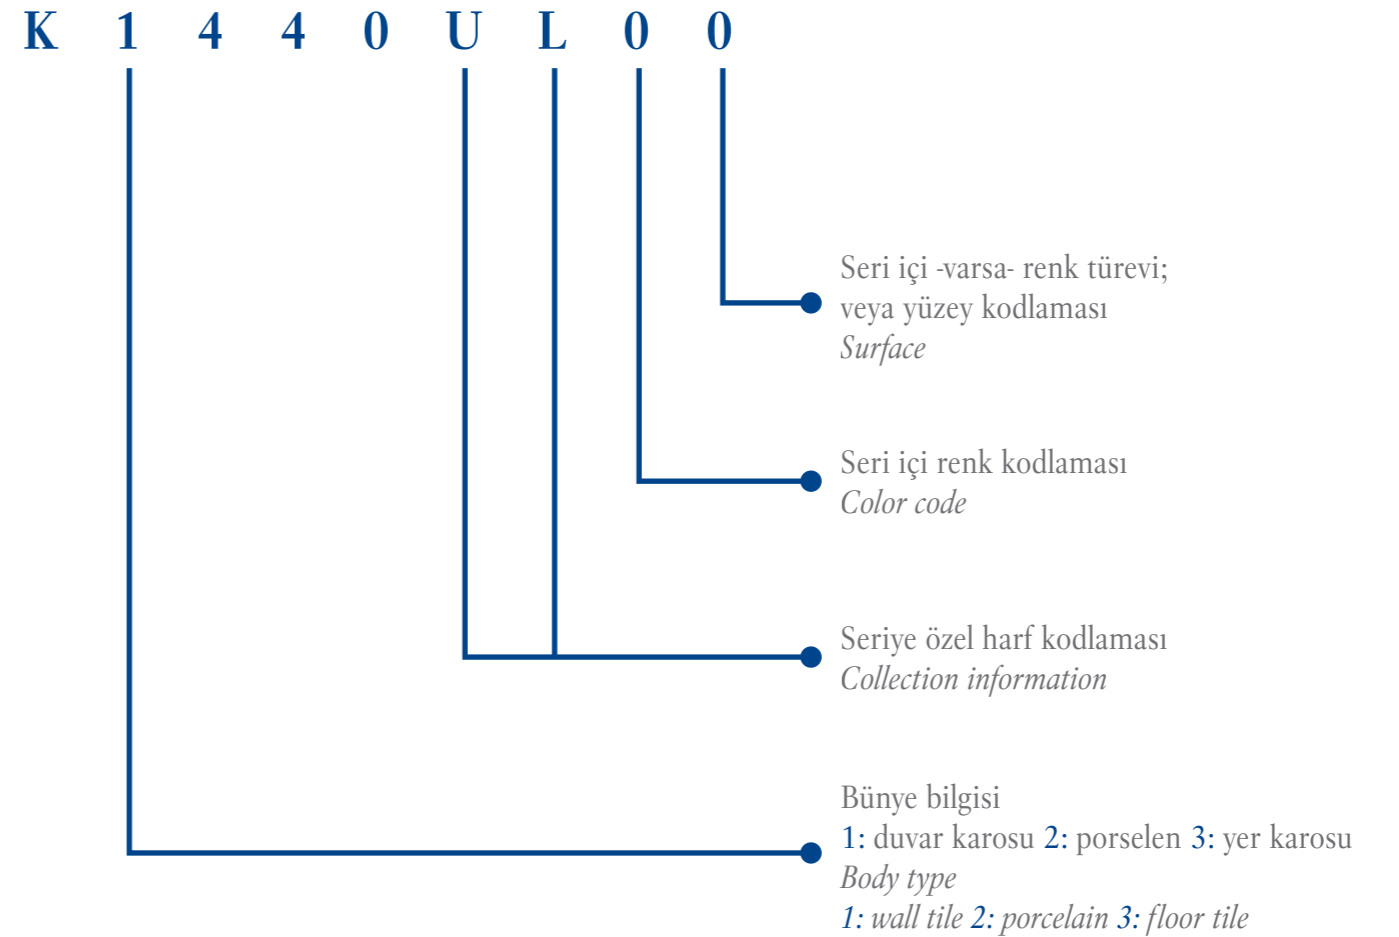 K 1 4 4 0 U L 0 0
Seri içi -varsa- renk türevi;
veya yüzey kodlaması
Surface
Seri içi renk kodlaması
Color code
Seriye özel harf kodlaması
Collection information
Bünye bilgisi
1: duvar karosu 2: porselen 3: yer karosu
Body type
1: wall tile 2: porcelain 3: floor tile